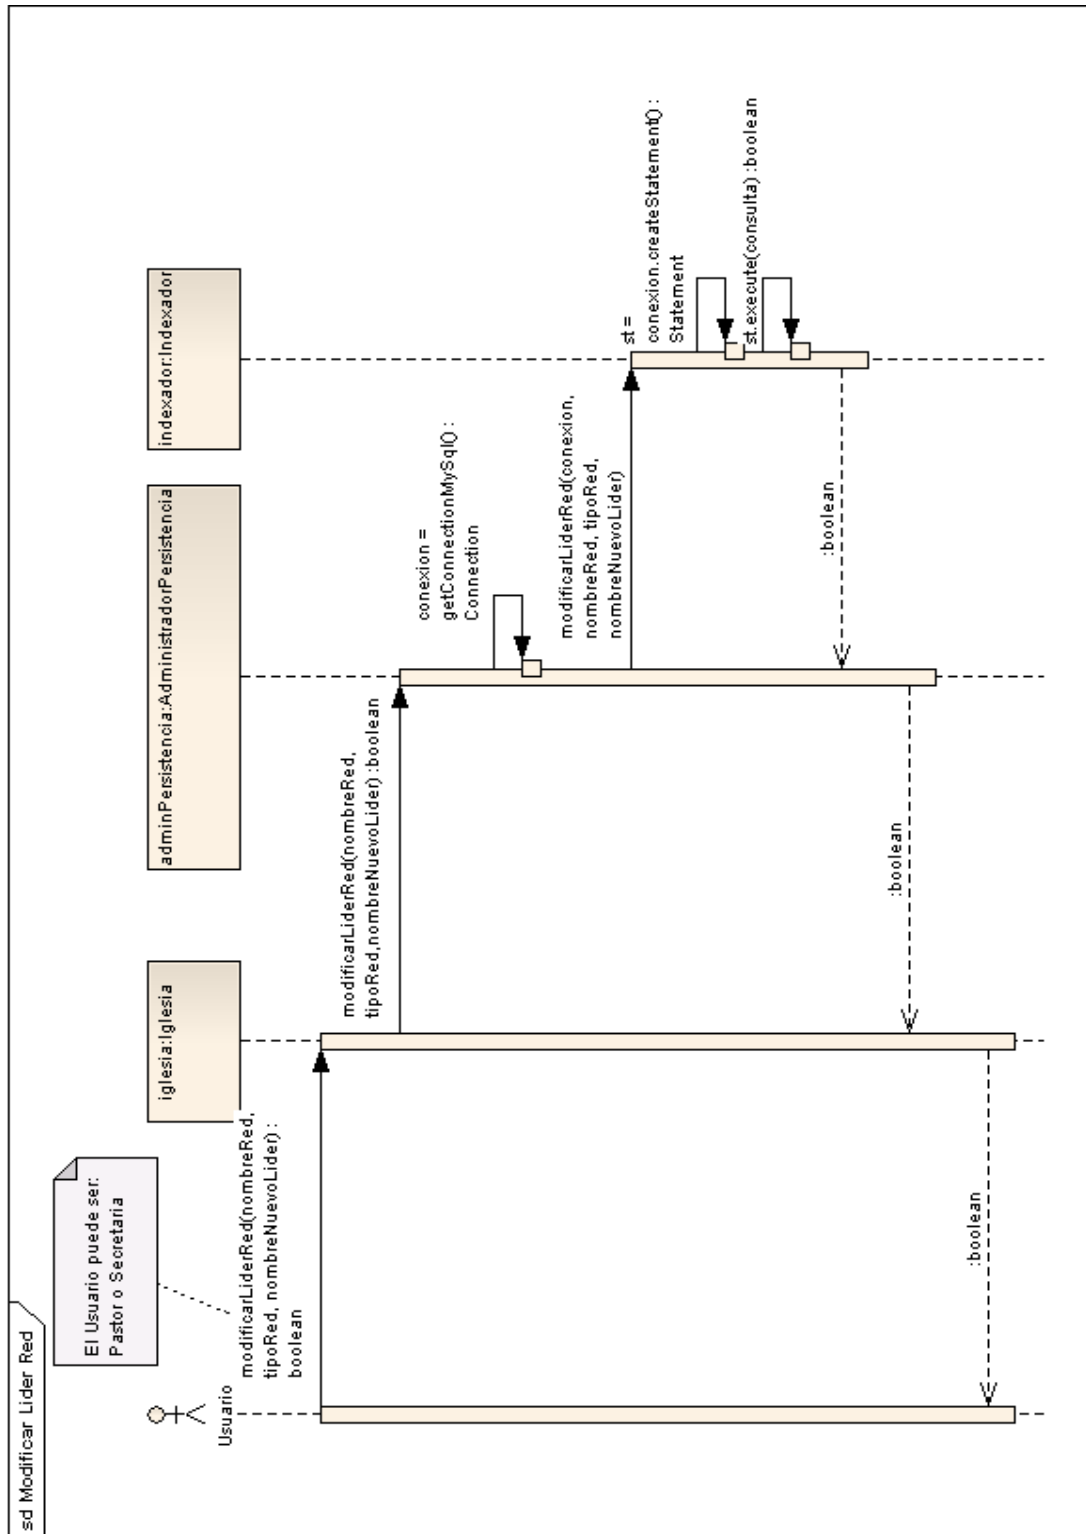 sd Modificar Lider Red
El Usuario puede ser:
Pastor o Secretaria
Usuario
iglesia:Iglesia
adminPersistencia:AdministradorPersistencia
indexador:Indexador
modificarLiderRed(nombreRed,
tipoRed, nombreNuevoLider) :
boolean
modificarLiderRed(nombreRed,
tipoRed,nombreNuevoLider) :boolean
conexion =
getConnectionMySql() :
Connection
modificarLiderRed(conexion,
nombreRed, tipoRed,
nombreNuevoLider)
st =
conexion.createStatement() :
Statement
st.execute(consulta) :boolean
:boolean
:boolean
:boolean